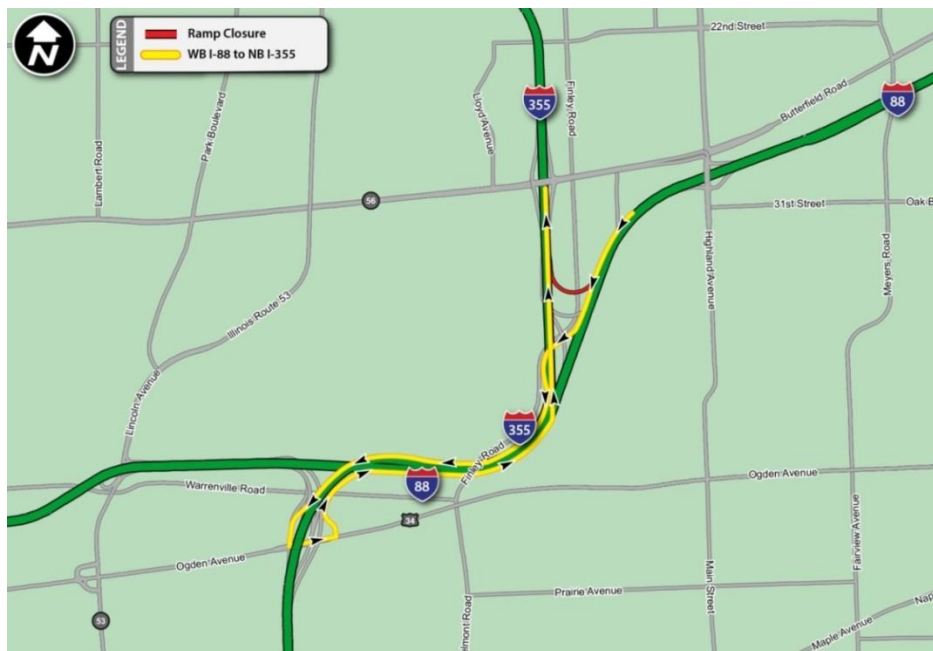 N
LEGEND
Ramp Closure
WB I-88 to NB I-355
22nd Street
Lambert Road
Park Boulevard
Lloyd Avenue
355
Finley Road
Butterfield Road
88
56
31st Street
Oak B
Highland Avenue
Meyers Road
Illinois Route 53
Lincoln Avenue
355
Finley Road
88
Warrenville Road
Ogden Avenue
34
Ogden Avenue
Fairview Avenue
53
Prairie Avenue
Main Street
elmont Road
Maple Avenue
Nap